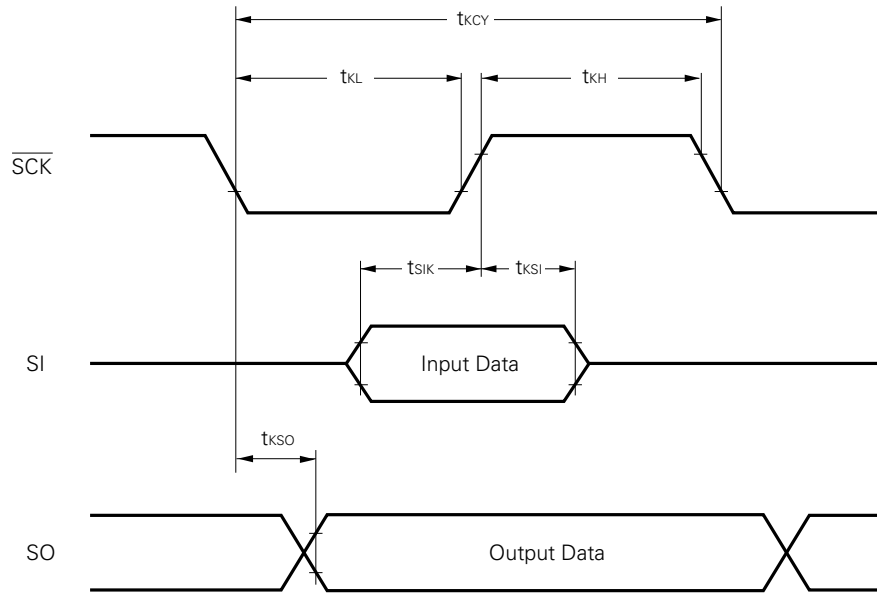 tKCY
tKL
tKH
SCK
tSIK
tKSI
SI
Input Data
tKSO
SO
Output Data